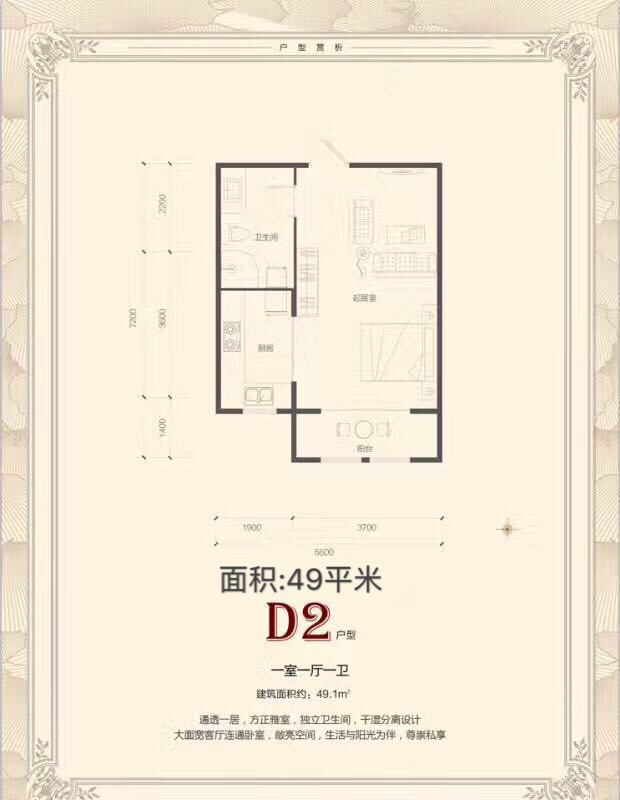 户型赏析
卫生间
起居室
厨房
阳台
2200
3600
7200
1400
1900
3700
5600
面积:49平米
D2 户型
一室一厅一卫
建筑面积约：49.1m²
通透一居，方正雅室，独立卫生间，干湿分离设计
大面宽客厅连通卧室，敞亮空间，生活与阳光为伴，尊崇私享